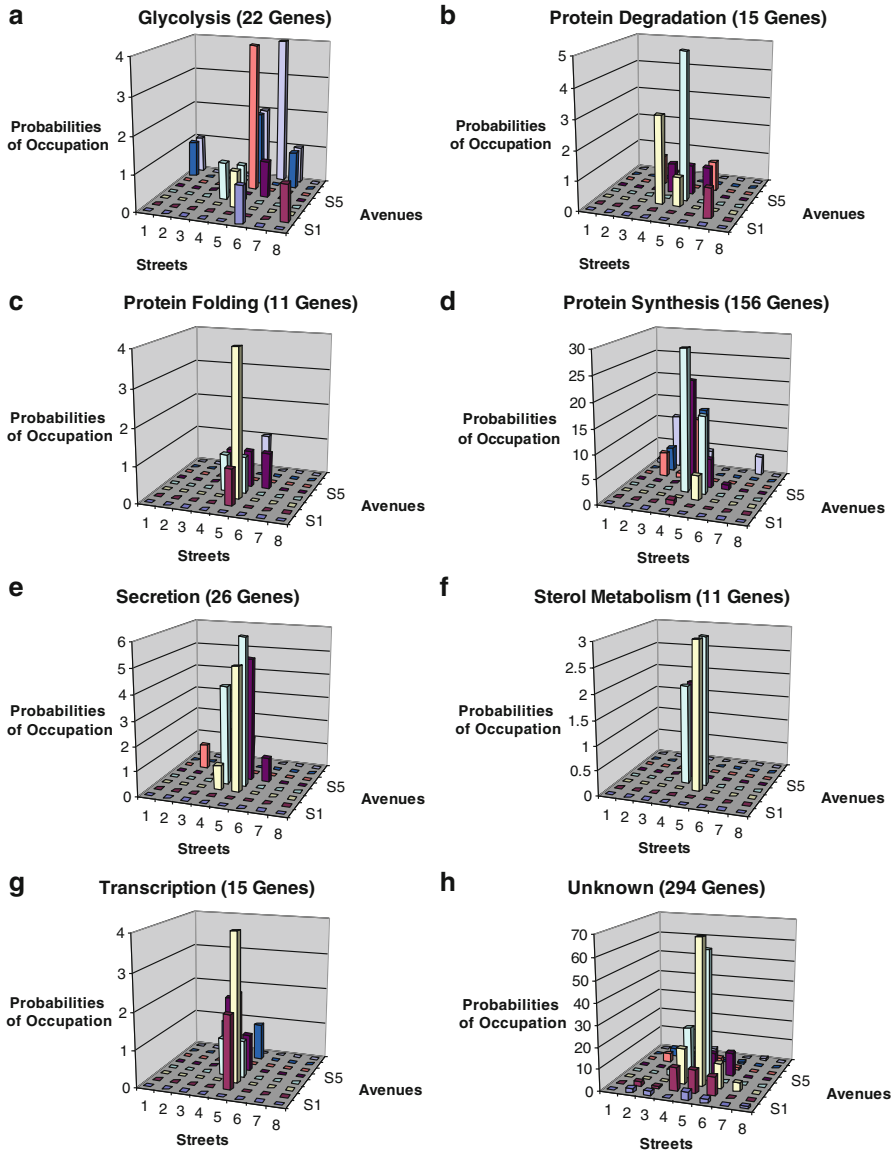 a
Glycolysis (22 Genes)
4
3
2
1
0
Probabilities
of Occupation
1 2 3 4 5 6 7 8
S1
S5
Avenues
Streets
b
Protein Degradation (15 Genes)
5
4
3
2
1
0
Probabilities
of Occupation
1 2 3 4 5 6 7 8
S1
S5
Avenues
Streets
c
Protein Folding (11 Genes)
4
3
2
1
0
Probabilities
of Occupation
1 2 3 4 5 6 7 8
S1
S5
Avenues
Streets
d
Protein Synthesis (156 Genes)
30
25
20
15
10
5
0
Probabilities
of Occupation
1 2 3 4 5 6 7 8
S1
S5
Avenues
Streets
e
Secretion (26 Genes)
6
5
4
3
2
1
0
Probabilities
of Occupation
1 2 3 4 5 6 7 8
S1
S5
Avenues
Streets
f
Sterol Metabolism (11 Genes)
3
2.5
2
1.5
1
0.5
0
Probabilities
of Occupation
1 2 3 4 5 6 7 8
S1
S5
Avenues
Streets
g
Transcription (15 Genes)
4
3
2
1
0
Probabilities
of Occupation
1 2 3 4 5 6 7 8
S1
S5
Avenues
Streets
h
Unknown (294 Genes)
70
60
50
40
30
20
10
0
Probabilities
of Occupation
1 2 3 4 5 6 7 8
S1
S5
Avenues
Streets